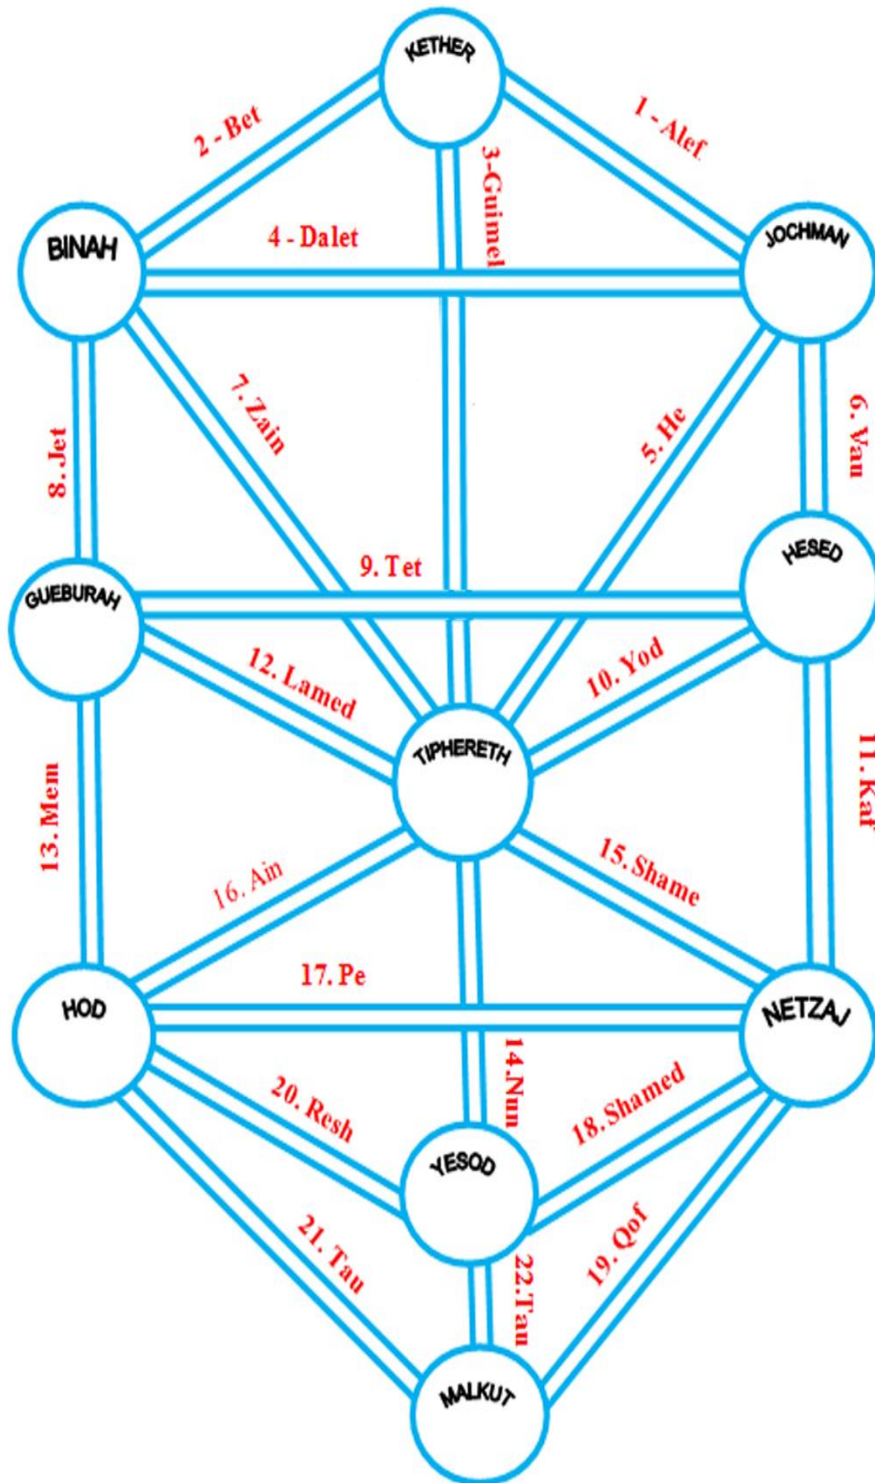 KETHER
2 - Bet
1 - Alef
3-Guimel
BINAH
4 - Dalet
JOCHMAN
7. Zain
5. He
6. Vau
8. Jet
9. Tet
HESED
GUEBURAH
12. Lamed
10. Yod
TIPHERETH
11. Kaf
13. Mem
16. Ain
15. Shame
17. Pe
HOD
NETZAJ
14.Nun
20. Resh
18. Shamed
YESOD
21. Tau
22.Tau
19. Qof
MALKUT